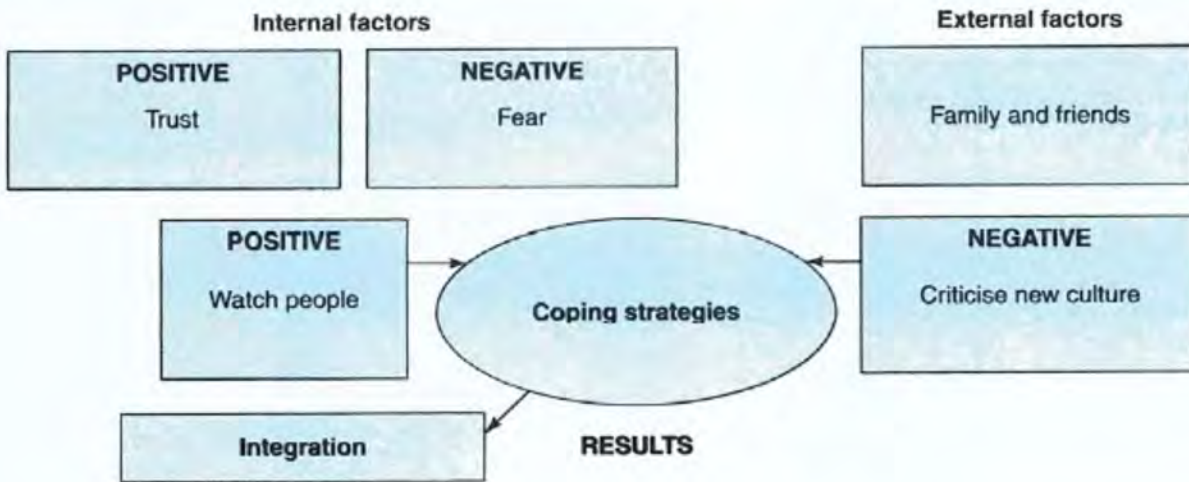 Internal factors
External factors
POSITIVE
Trust
NEGATIVE
Fear
Family and friends
POSITIVE
Watch people
Coping strategies
NEGATIVE
Criticise new culture
Integration
RESULTS